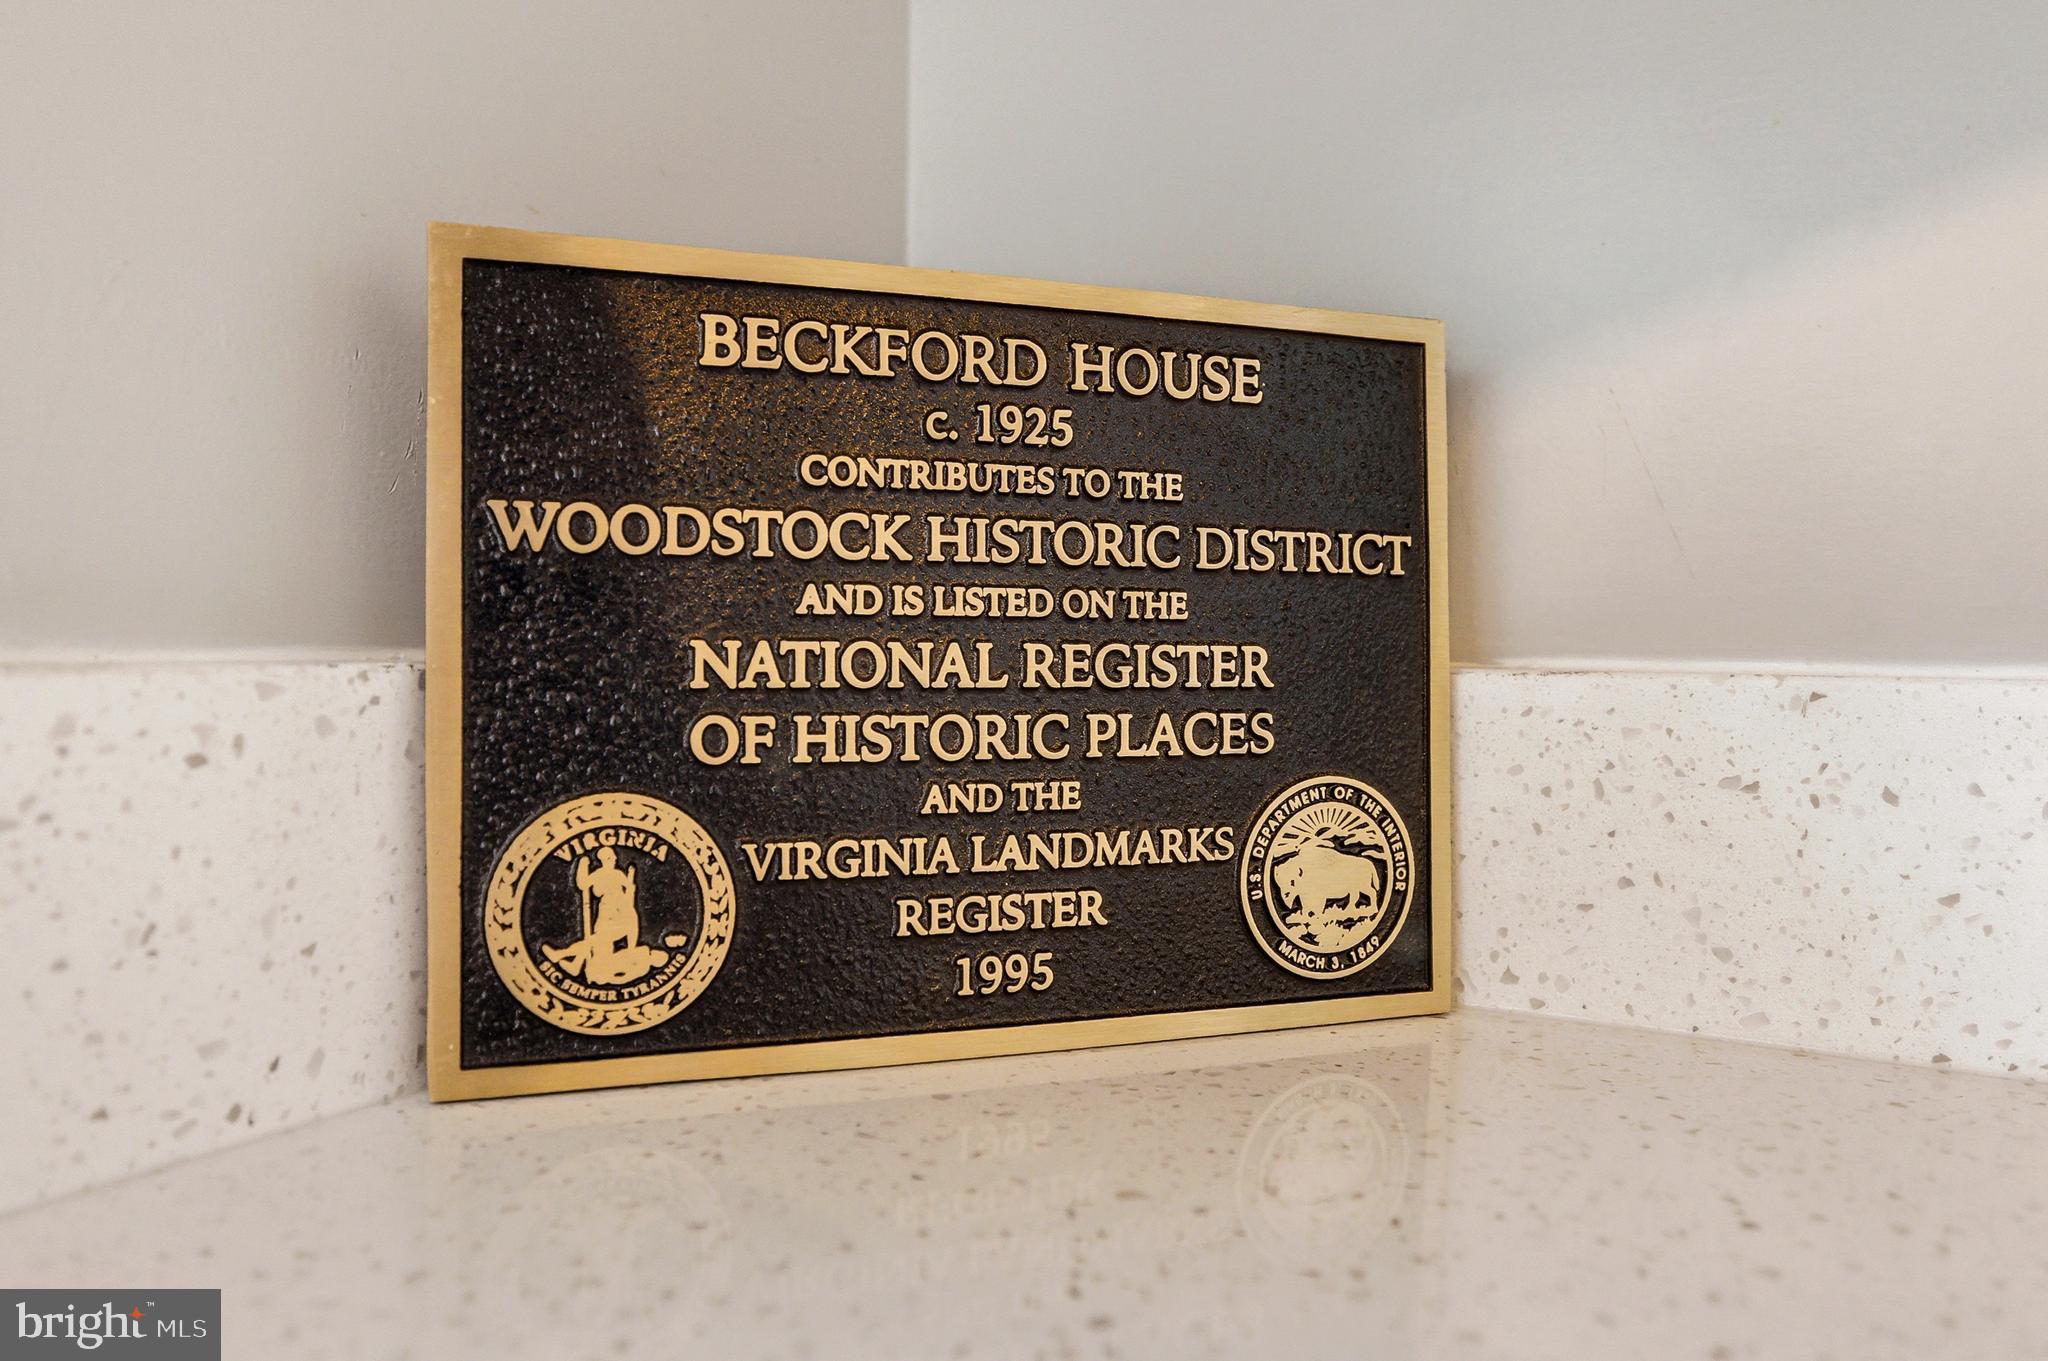 BECKFORD HOUSE
c. 1925
CONTRIBUTES TO THE
WOODSTOCK HISTORIC DISTRICT
AND IS LISTED ON THE
NATIONAL REGISTER
OF HISTORIC PLACES
AND THE
VIRGINIA LANDMARKS
REGISTER
1995
VIRGINIA
SIC SEMPER TYRANNIS
U.S. DEPARTMENT OF THE INTERIOR
MARCH 3, 1849
bright™ MLS